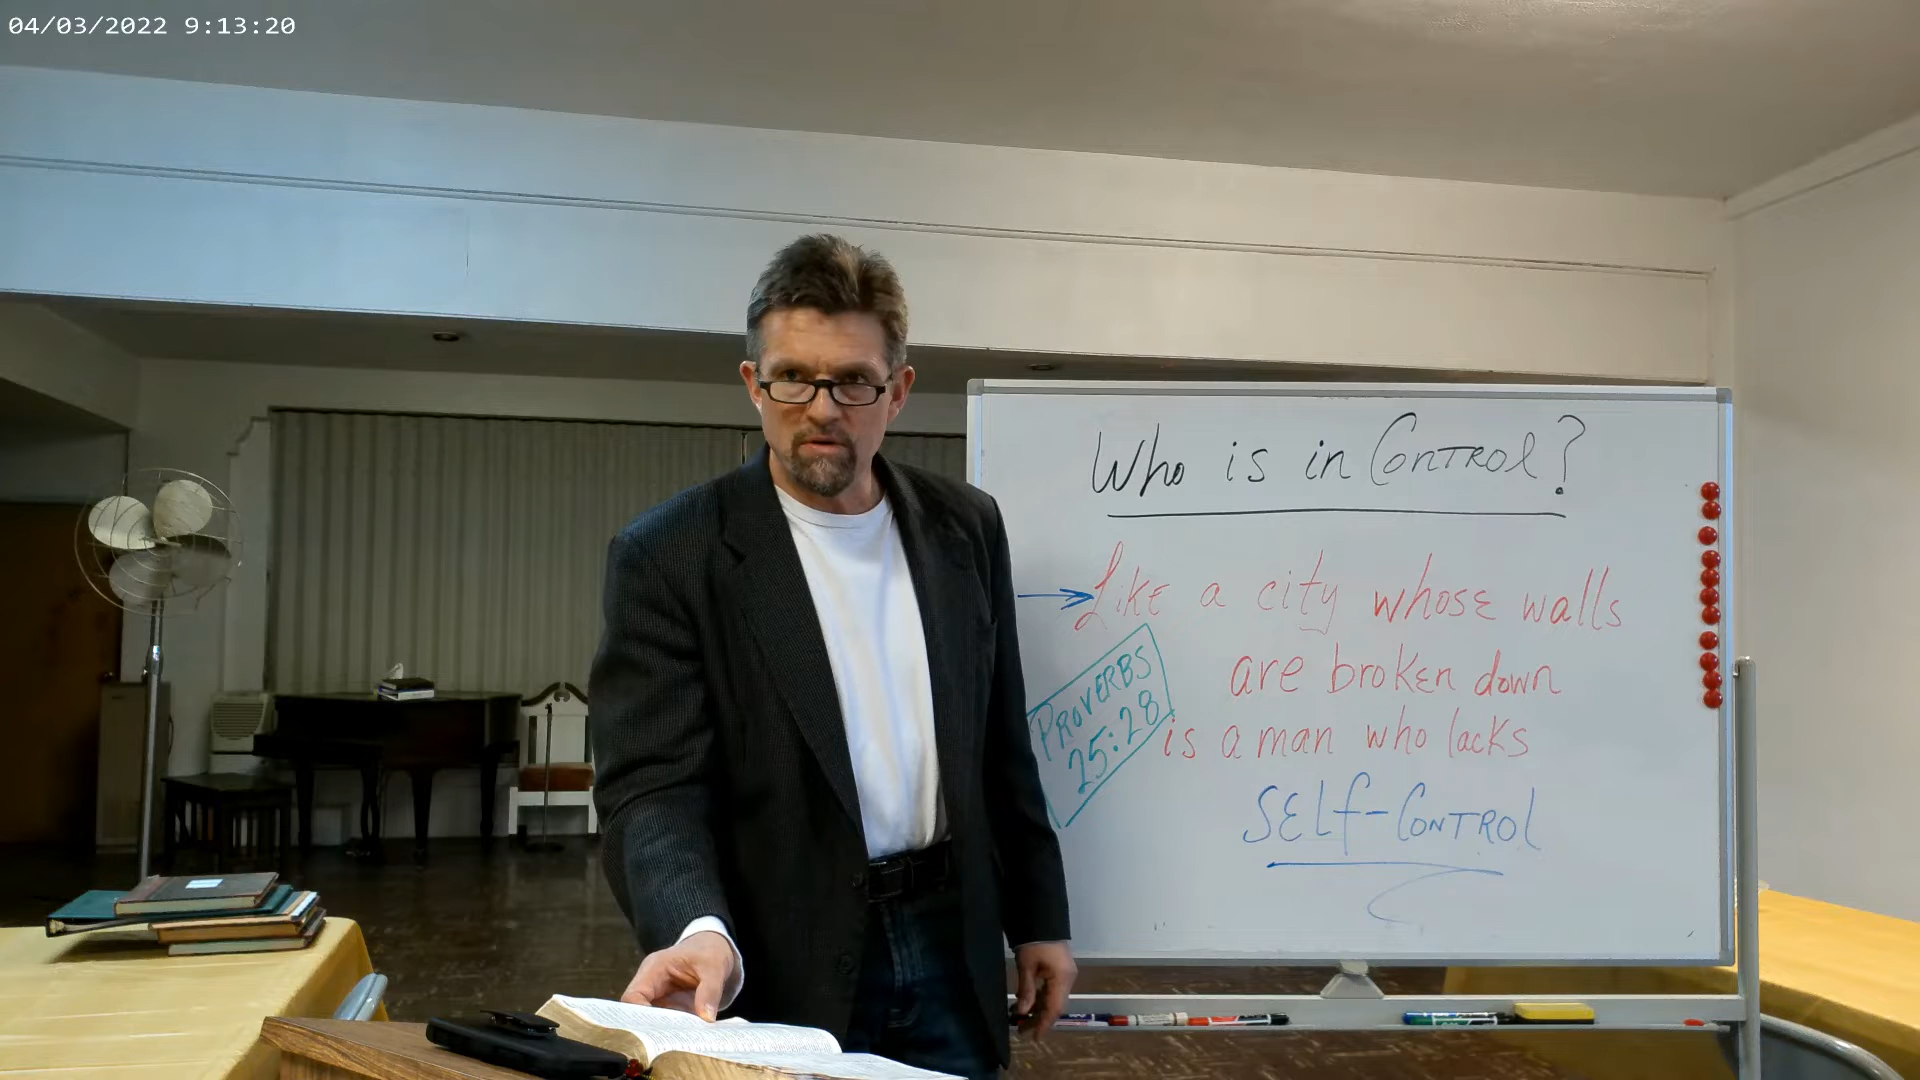 04/03/2022 9:13:20
Who is in Control?
Like a city whose walls
are broken down
is a man who lacks
SELf-CONTROl
PROVERBS
25:28